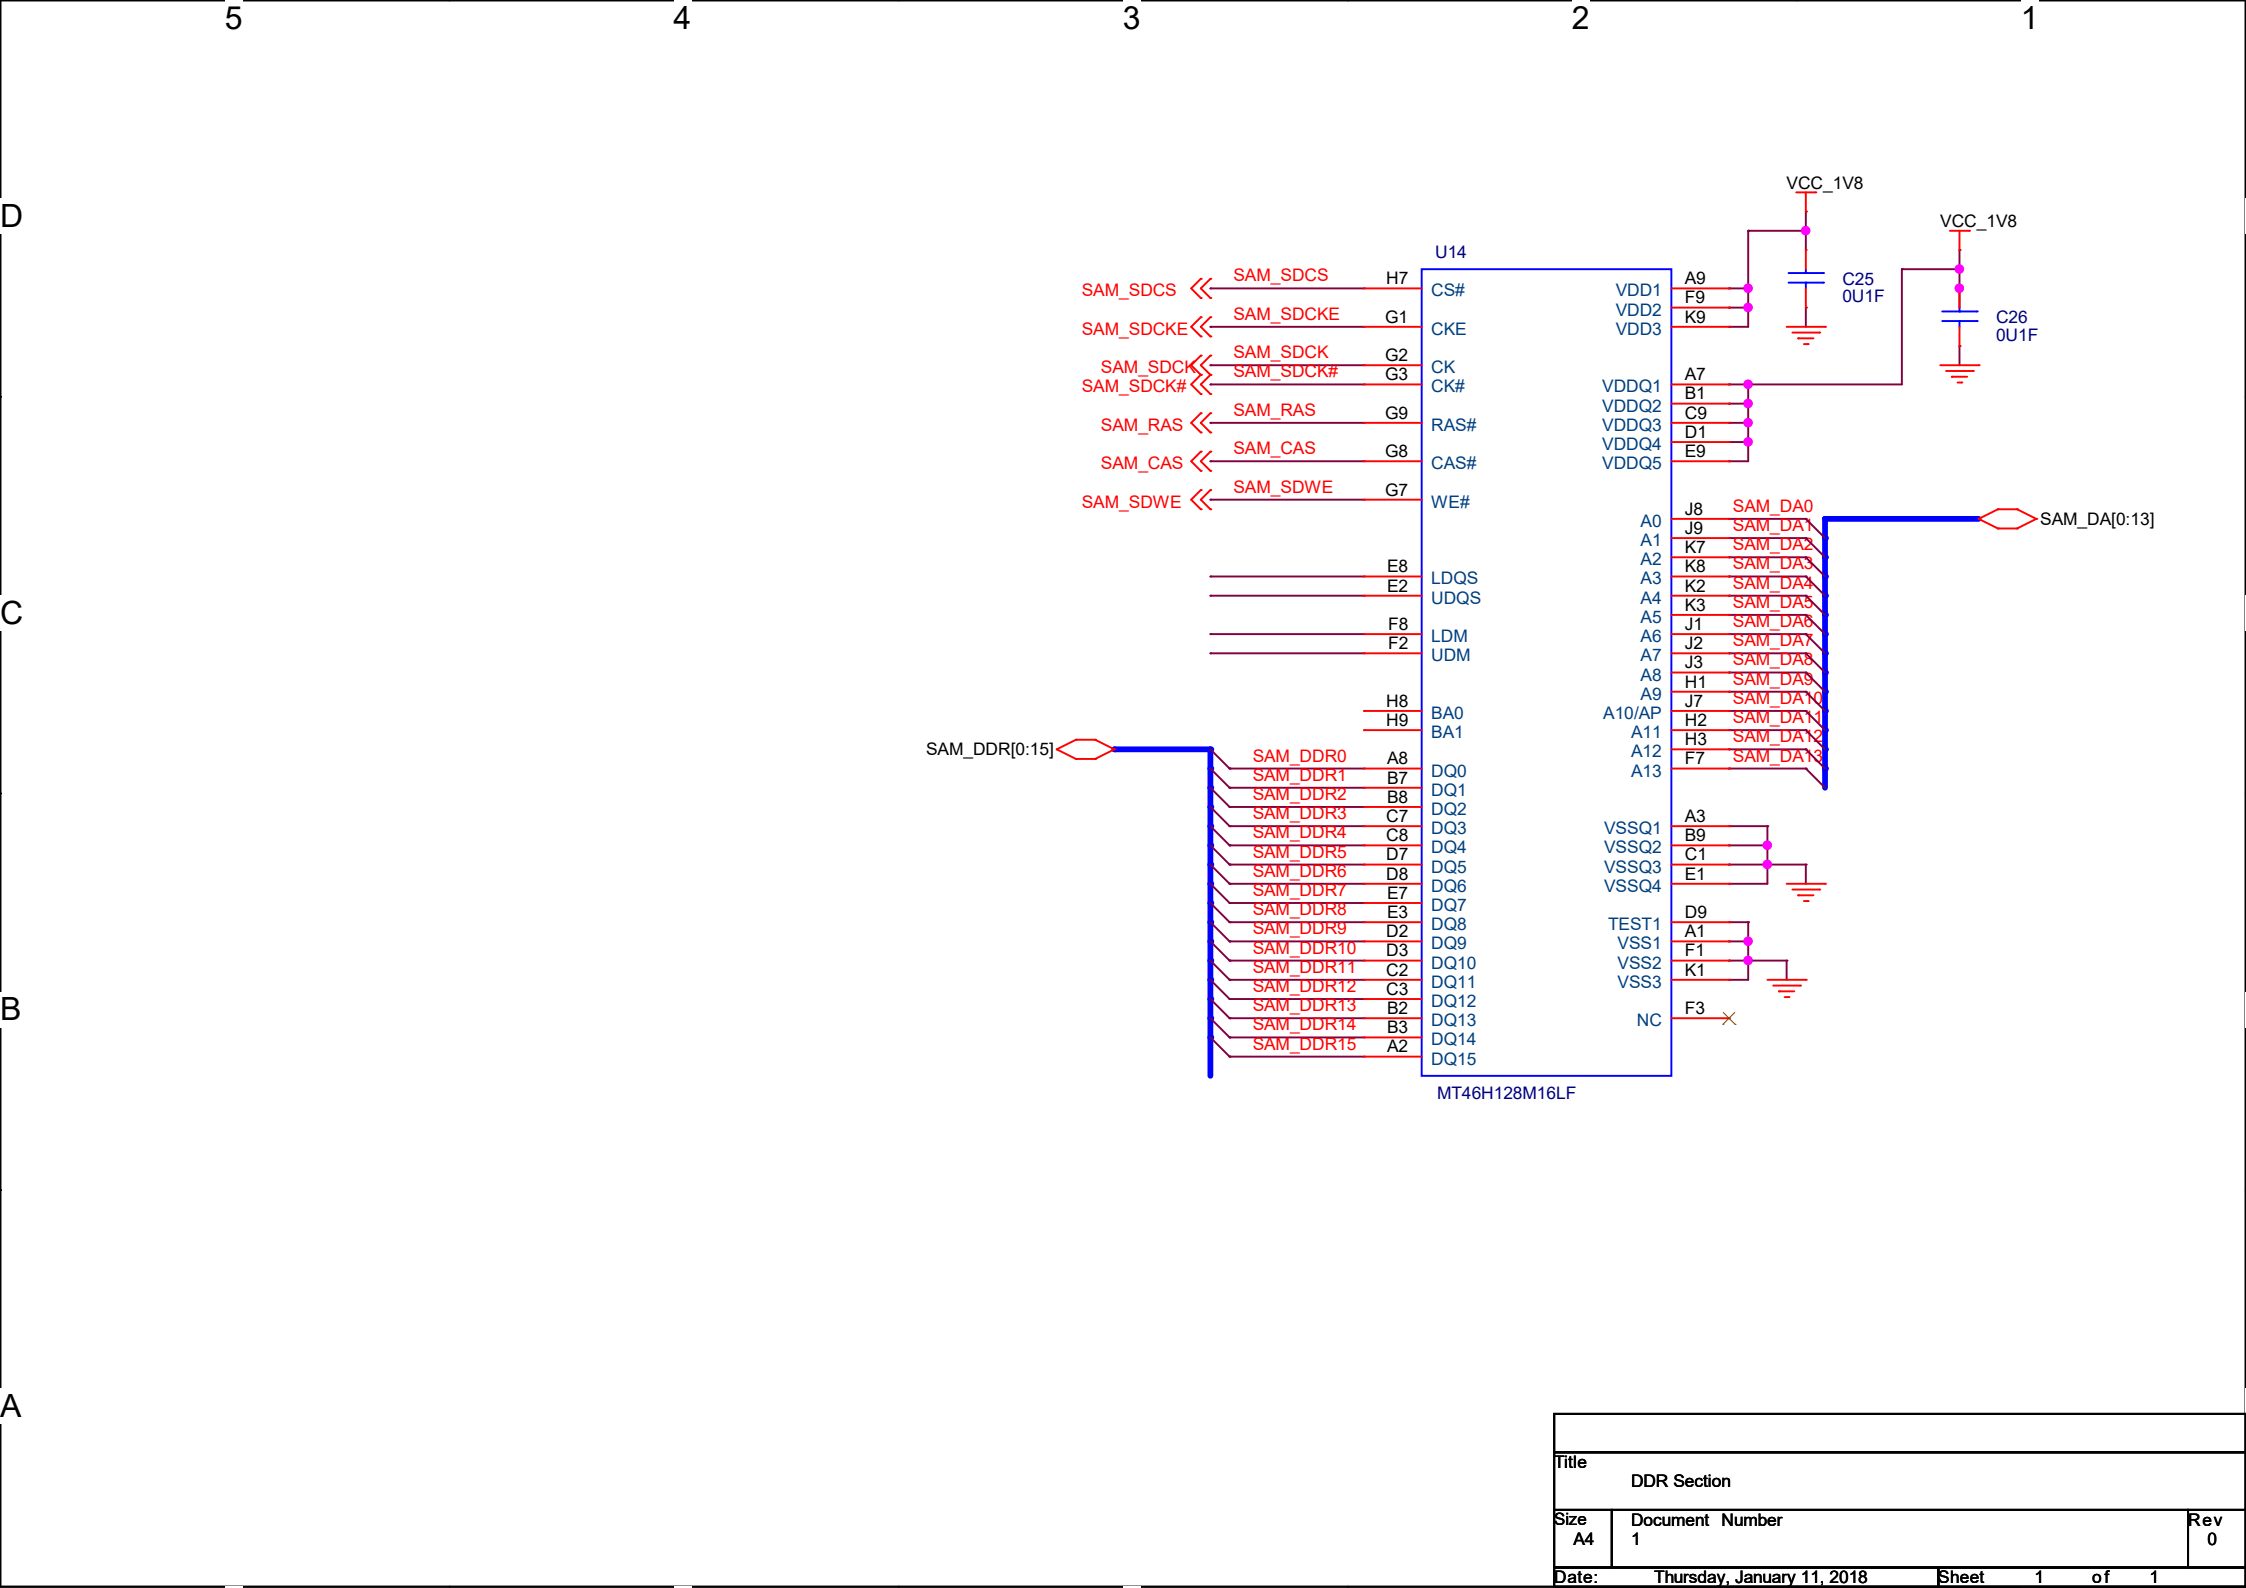 5 4 3 2 1
D
C
B
A
VCC_1V8
VCC_1V8
C25
0U1F
C26
0U1F
U14
SAM_SDCS SAM_SDCS H7 CS#
SAM_SDCKE SAM_SDCKE G1 CKE
SAM_SDCK SAM_SDCK G2 CK
SAM_SDCK# SAM_SDCK# G3 CK#
SAM_RAS SAM_RAS G9 RAS#
SAM_CAS SAM_CAS G8 CAS#
SAM_SDWE SAM_SDWE G7 WE#
E8 LDQS
E2 UDQS
F8 LDM
F2 UDM
H8 BA0
H9 BA1
SAM_DDR[0:15]
SAM_DDR0 A8 DQ0
SAM_DDR1 B7 DQ1
SAM_DDR2 B8 DQ2
SAM_DDR3 C7 DQ3
SAM_DDR4 C8 DQ4
SAM_DDR5 D7 DQ5
SAM_DDR6 D8 DQ6
SAM_DDR7 E7 DQ7
SAM_DDR8 E3 DQ8
SAM_DDR9 D2 DQ9
SAM_DDR10 D3 DQ10
SAM_DDR11 C2 DQ11
SAM_DDR12 C3 DQ12
SAM_DDR13 B2 DQ13
SAM_DDR14 B3 DQ14
SAM_DDR15 A2 DQ15
VDD1 A9
VDD2 F9
VDD3 K9
VDDQ1 A7
VDDQ2 B1
VDDQ3 C9
VDDQ4 D1
VDDQ5 E9
A0 J8 SAM_DA0
A1 J9 SAM_DA1
A2 K7 SAM_DA2
A3 K8 SAM_DA3
A4 K2 SAM_DA4
A5 K3 SAM_DA5
A6 J1 SAM_DA6
A7 J2 SAM_DA7
A8 J3 SAM_DA8
A9 H1 SAM_DA9
A10/AP J7 SAM_DA10
A11 H2 SAM_DA11
A12 H3 SAM_DA12
A13 F7 SAM_DA13
SAM_DA[0:13]
VSSQ1 A3
VSSQ2 B9
VSSQ3 C1
VSSQ4 E1
TEST1 D9
VSS1 A1
VSS2 F1
VSS3 K1
NC F3
MT46H128M16LF
Title
DDR Section
Size Document Number Rev
A4 1 0
Date: Thursday, January 11, 2018 Sheet 1 of 1